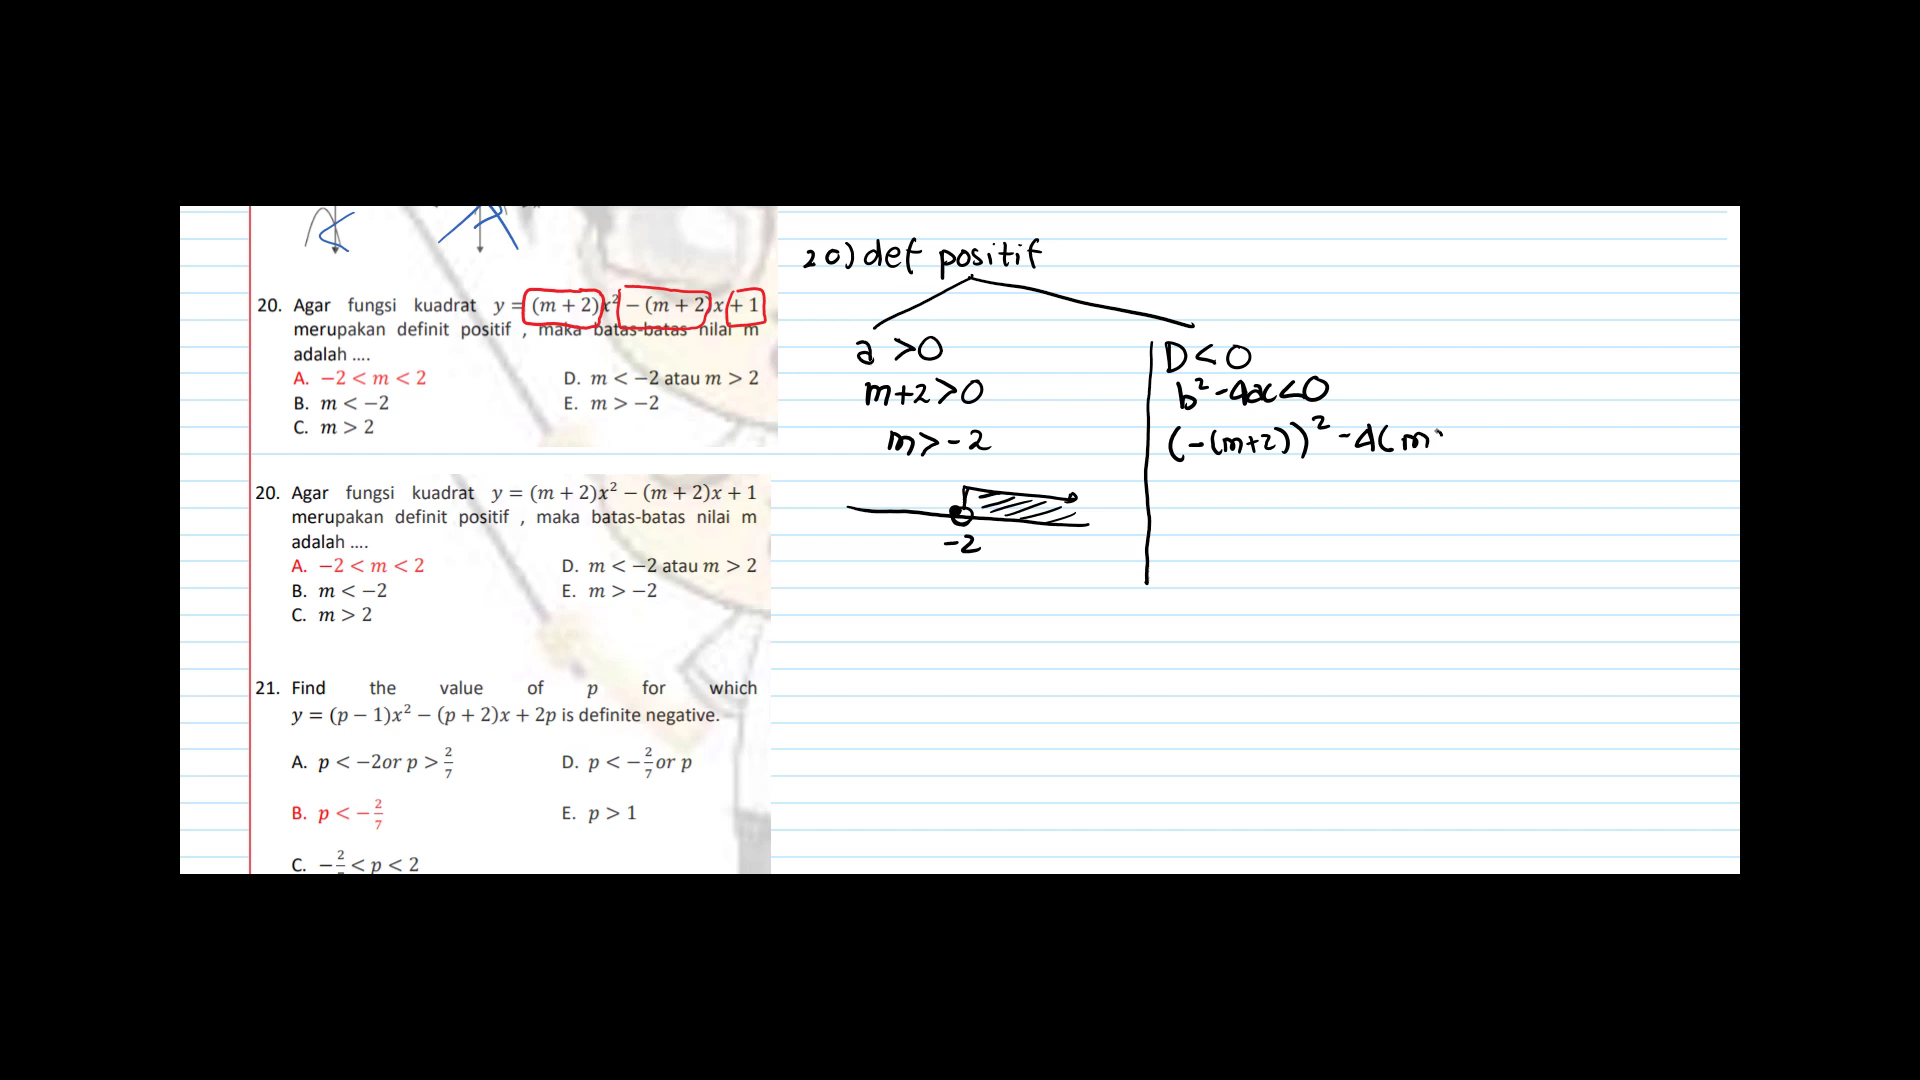 20. Agar fungsi kuadrat y = (m + 2)x² − (m + 2)x + 1
merupakan definit positif , maka batas-batas nilai m
adalah ....
A. −2 < m < 2 D. m < −2 atau m > 2
B. m < −2 E. m > −2
C. m > 2
20. Agar fungsi kuadrat y = (m + 2)x² − (m + 2)x + 1
merupakan definit positif , maka batas-batas nilai m
adalah ....
A. −2 < m < 2 D. m < −2 atau m > 2
B. m < −2 E. m > −2
C. m > 2
21. Find the value of p for which
y = (p − 1)x² − (p + 2)x + 2p is definite negative.
A. p < −2or p > 2/7 D. p < −2/7 or p
B. p < −2/7 E. p > 1
C. −2/ < p < 2
20) def positif
a > 0
m+2 > 0
m > -2
-2
D < 0
b² - 4ac < 0
(-(m+2))² - 4(m